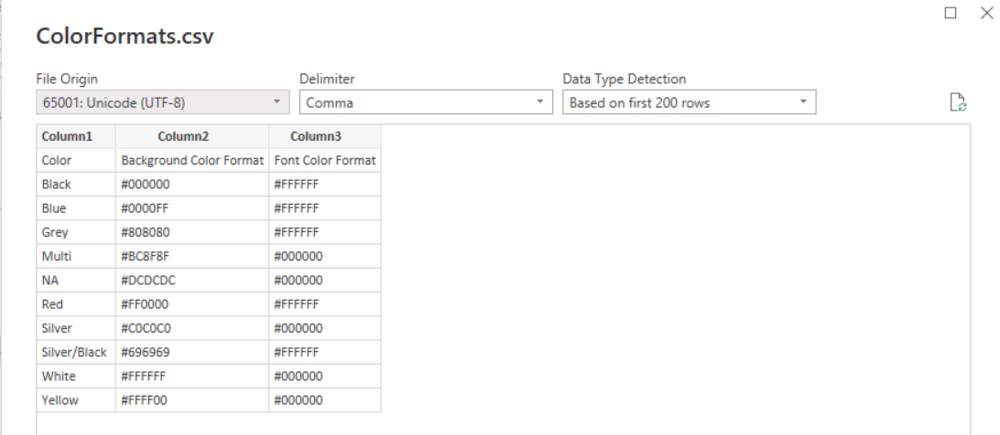 ColorFormats.csv
File Origin Delimiter Data Type Detection
65001: Unicode (UTF-8) Comma Based on first 200 rows
Column1 Column2 Column3
Color Background Color Format Font Color Format
Black #000000 #FFFFFF
Blue #0000FF #FFFFFF
Grey #808080 #FFFFFF
Multi #BC8F8F #000000
NA #DCDCDC #000000
Red #FF0000 #FFFFFF
Silver #C0C0C0 #000000
Silver/Black #696969 #FFFFFF
White #FFFFFF #000000
Yellow #FFFF00 #000000